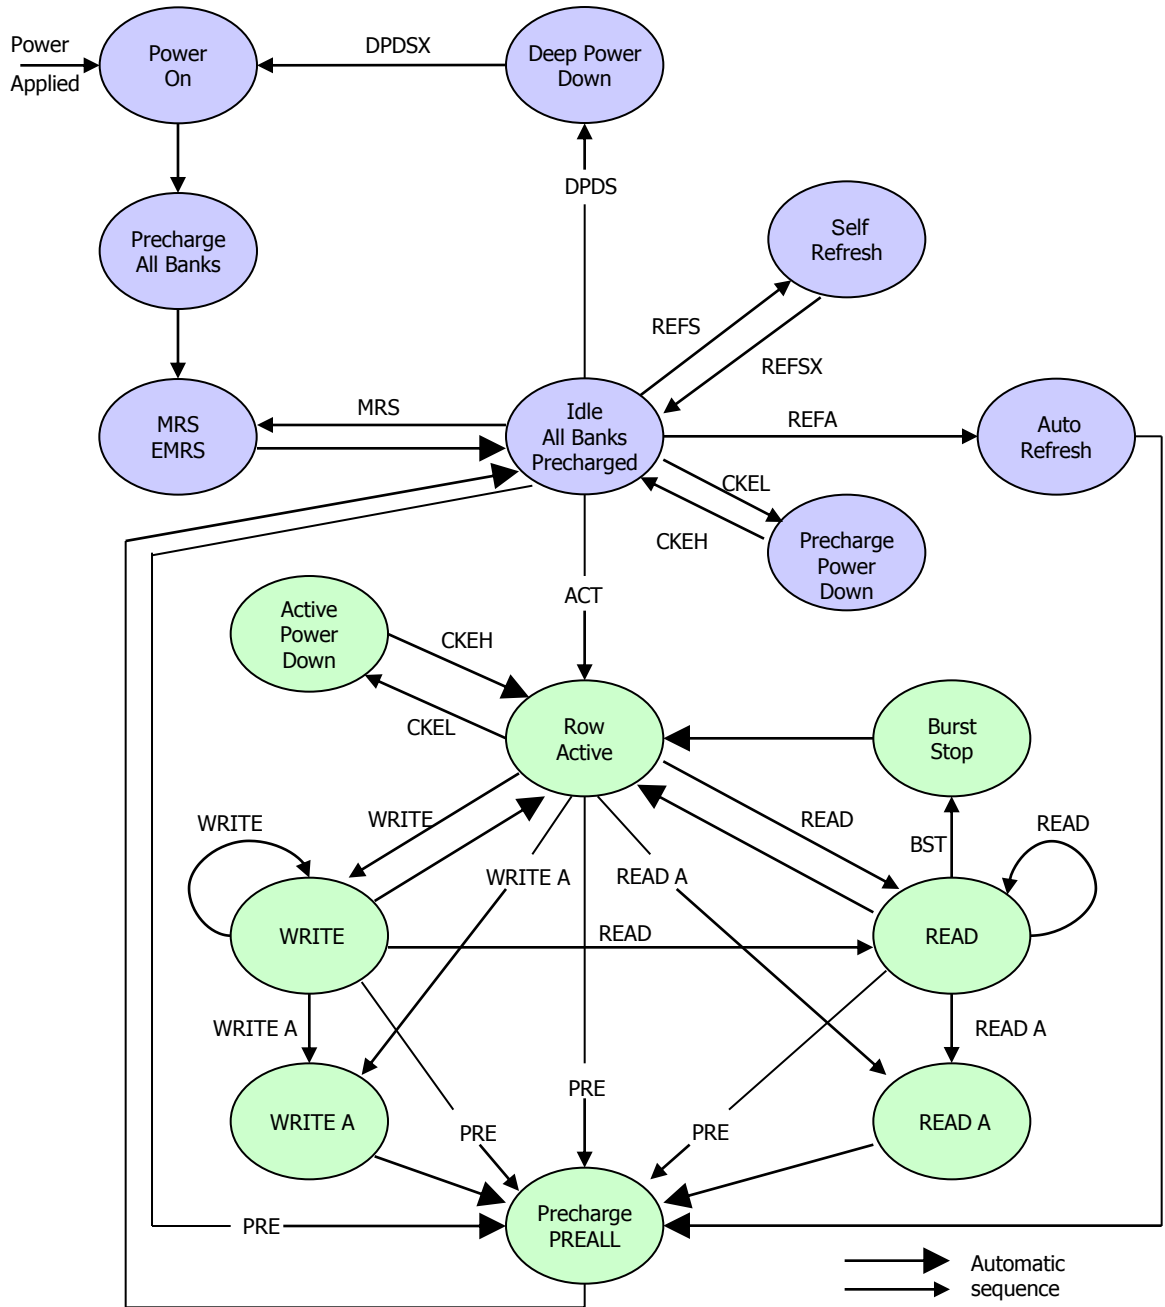 Power
Applied
Power
On
DPDSX
Deep Power
Down
DPDS
Precharge
All Banks
Self
Refresh
REFS
REFSX
MRS
EMRS
MRS
Idle
All Banks
Precharged
REFA
Auto
Refresh
CKEL
CKEH
Precharge
Power
Down
ACT
Active
Power
Down
CKEH
CKEL
Row
Active
Burst
Stop
WRITE
WRITE
READ
BST
READ
WRITE A
READ A
WRITE
READ
READ
WRITE A
READ A
WRITE A
PRE
PRE
PRE
READ A
PRE
Precharge
PREALL
Automatic
sequence